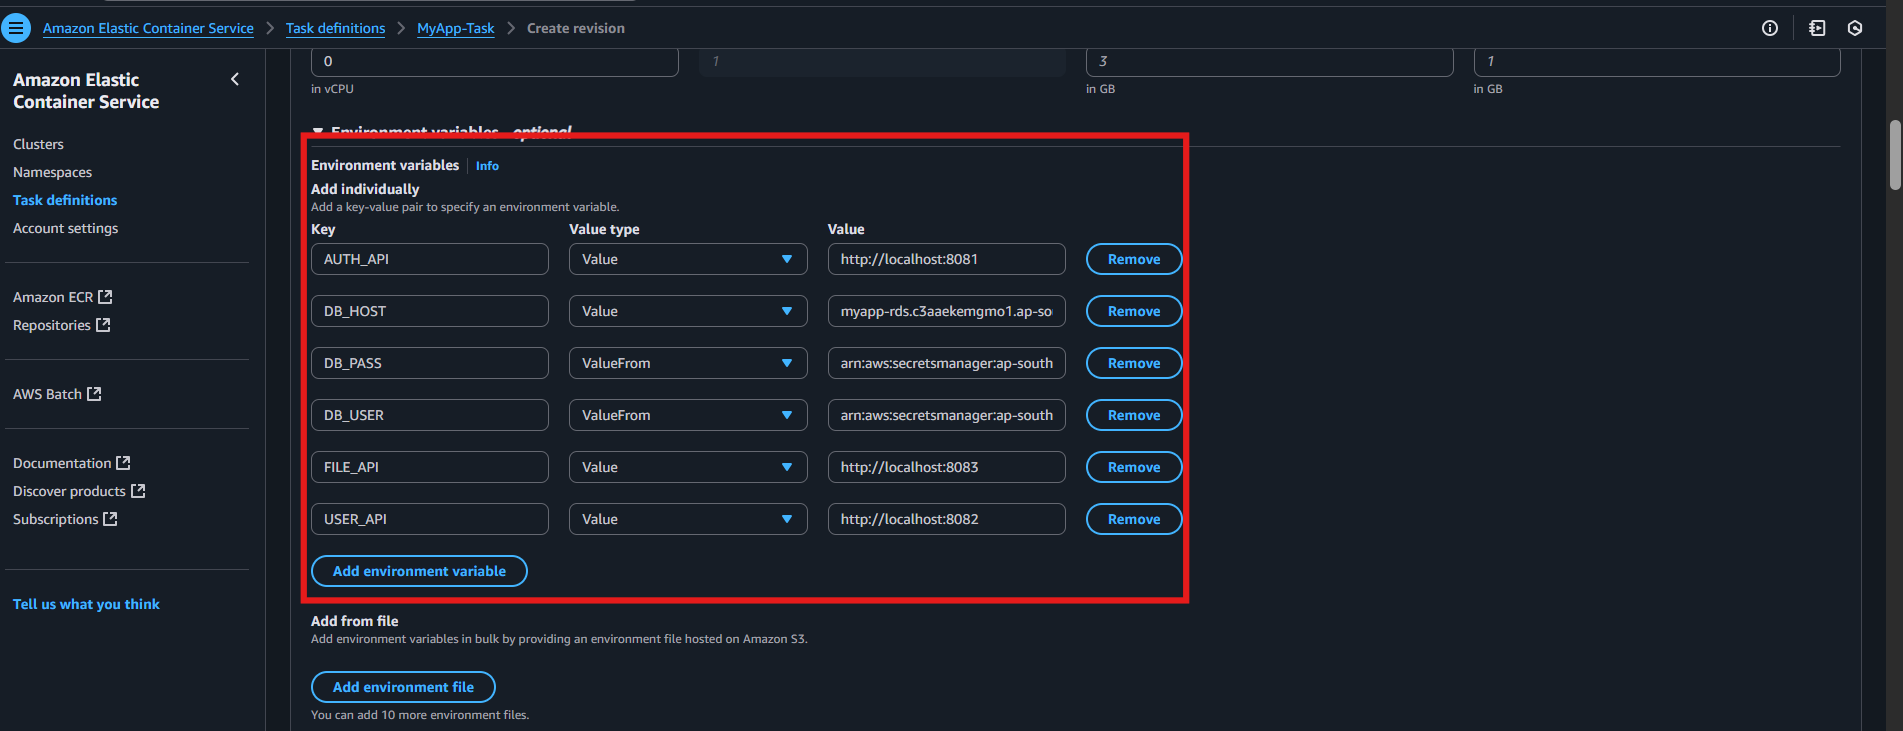 Amazon Elastic Container Service > Task definitions > MyApp-Task > Create revision
Amazon Elastic
Container Service
Clusters
Namespaces
Task definitions
Account settings
Amazon ECR
Repositories
AWS Batch
Documentation
Discover products
Subscriptions
Tell us what you think
0 1 3 1
in vCPU in GB in GB
Environment variables - optional
Environment variables Info
Add individually
Add a key-value pair to specify an environment variable.
Key Value type Value
AUTH_API Value http://localhost:8081 Remove
DB_HOST Value myapp-rds.c3aaekemgmo1.ap-so Remove
DB_PASS ValueFrom arn:aws:secretsmanager:ap-south Remove
DB_USER ValueFrom arn:aws:secretsmanager:ap-south Remove
FILE_API Value http://localhost:8083 Remove
USER_API Value http://localhost:8082 Remove
Add environment variable
Add from file
Add environment variables in bulk by providing an environment file hosted on Amazon S3.
Add environment file
You can add 10 more environment files.